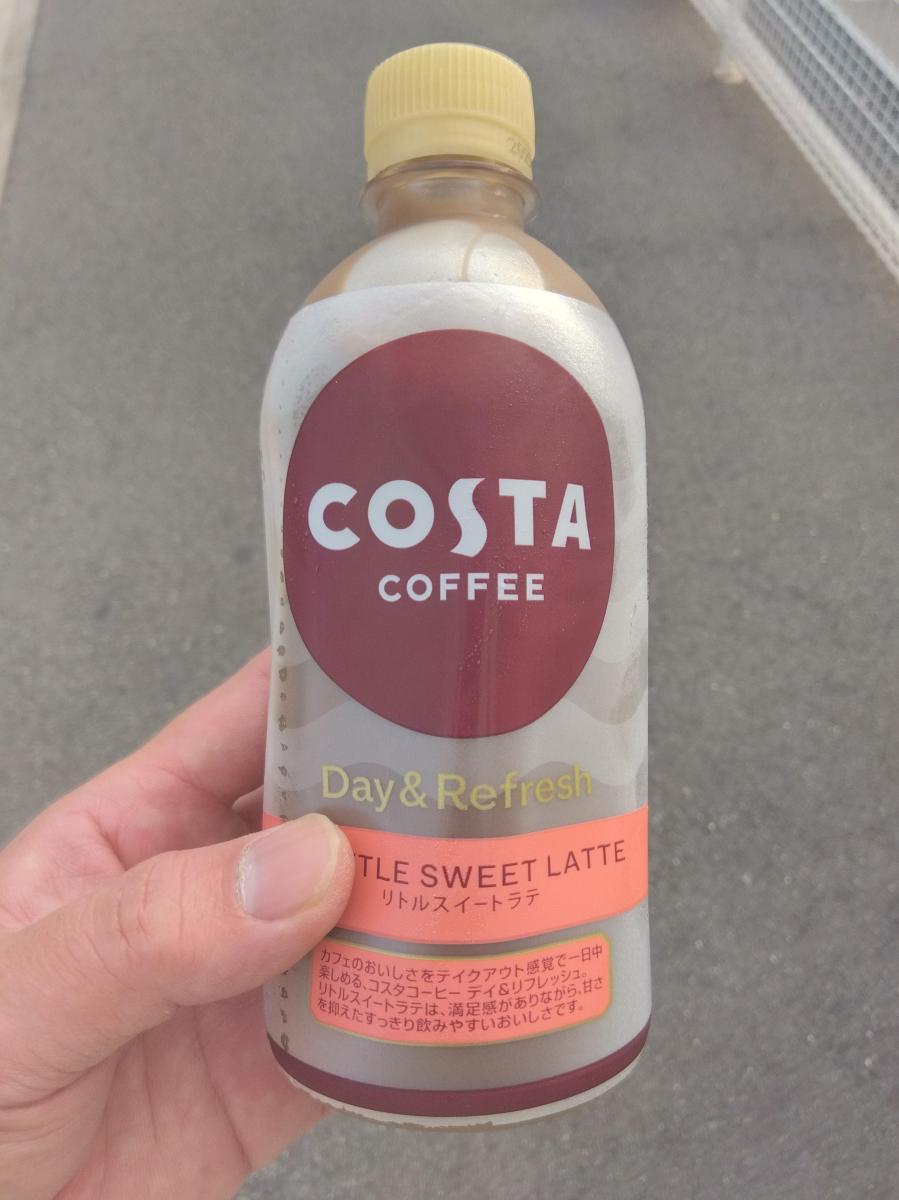 COSTA
COFFEE
Day & Refresh
TLE SWEET LATTE
リトルスイートラテ
カフェのおいしさをテイクアウト感覚で一日中
楽しめる、コスタコーヒー デイ&リフレッシュ。
リトルスイートラテは、満足感がありながら、甘さ
を抑えたすっきり飲みやすいおいしさです。